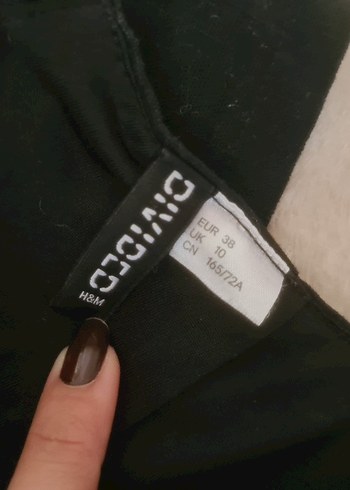 DIVIDED
H&M
EUR 38
UK 10
CN 165/72A